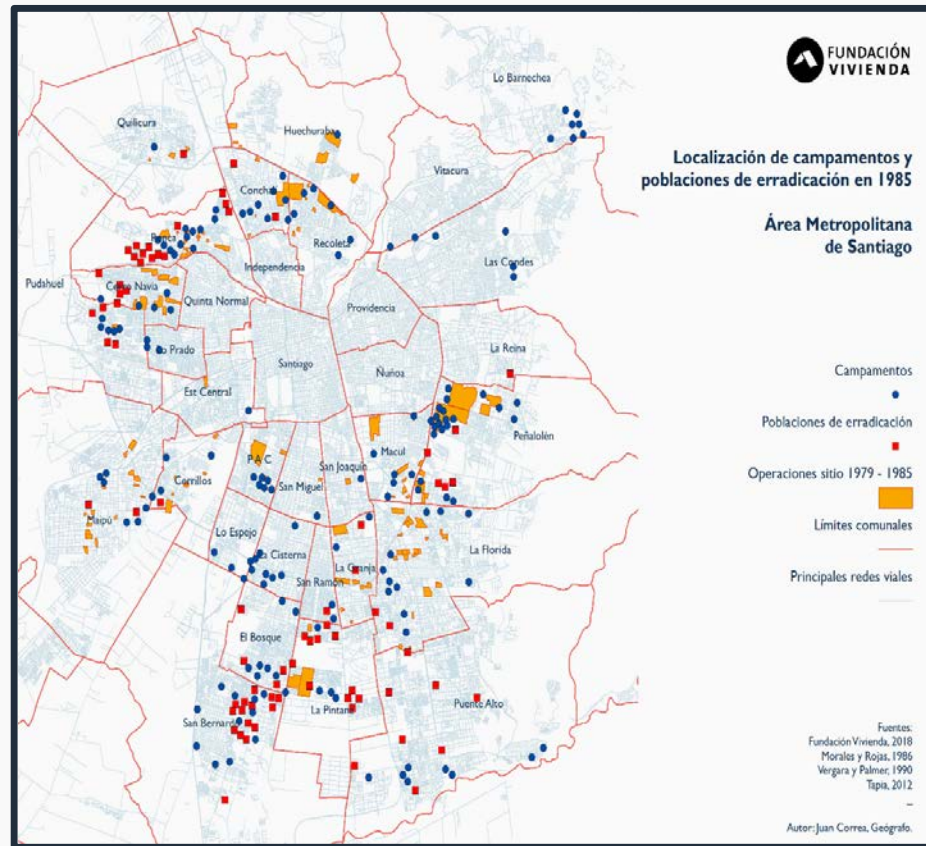 FUNDACIÓN
VIVIENDA
Localización de campamentos y
poblaciones de erradicación en 1985
Área Metropolitana
de Santiago
Campamentos
Poblaciones de erradicación
Operaciones sitio 1979 - 1985
Límites comunales
Principales redes viales
Fuentes:
Fundación Vivienda, 2018
Morales y Rojas, 1986
Vergara y Palmer, 1990
Tapia, 2012
Autor: Juan Correa, Geógrafo.
Lo Barnechea
Quilicura
Huechuraba
Vitacura
Conchalí
Renca
Recoleta
Las Condes
Independencia
Pudahuel
Cerro Navia
Quinta Normal
Providencia
Lo Prado
Santiago
Ñuñoa
La Reina
Est Central
Peñalolén
P A C
San Joaquín
Macul
Cerrillos
San Miguel
Maipú
Lo Espejo
La Cisterna
La Florida
La Granja
San Ramón
El Bosque
La Pintana
San Bernardo
Puente Alto